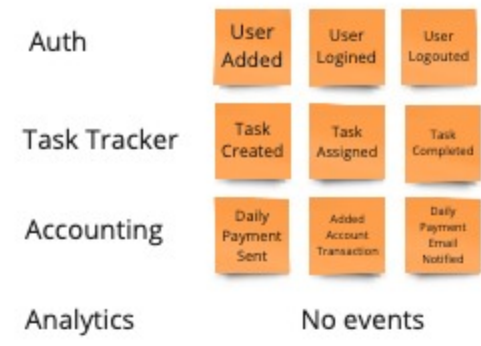 Auth
User
Added
User
Logined
User
Logouted
Task Tracker
Task
Created
Task
Assigned
Task
Completed
Accounting
Daily
Payment
Sent
Added
Account
Transaction
Daily
Payment
Email
Notified
Analytics
No events